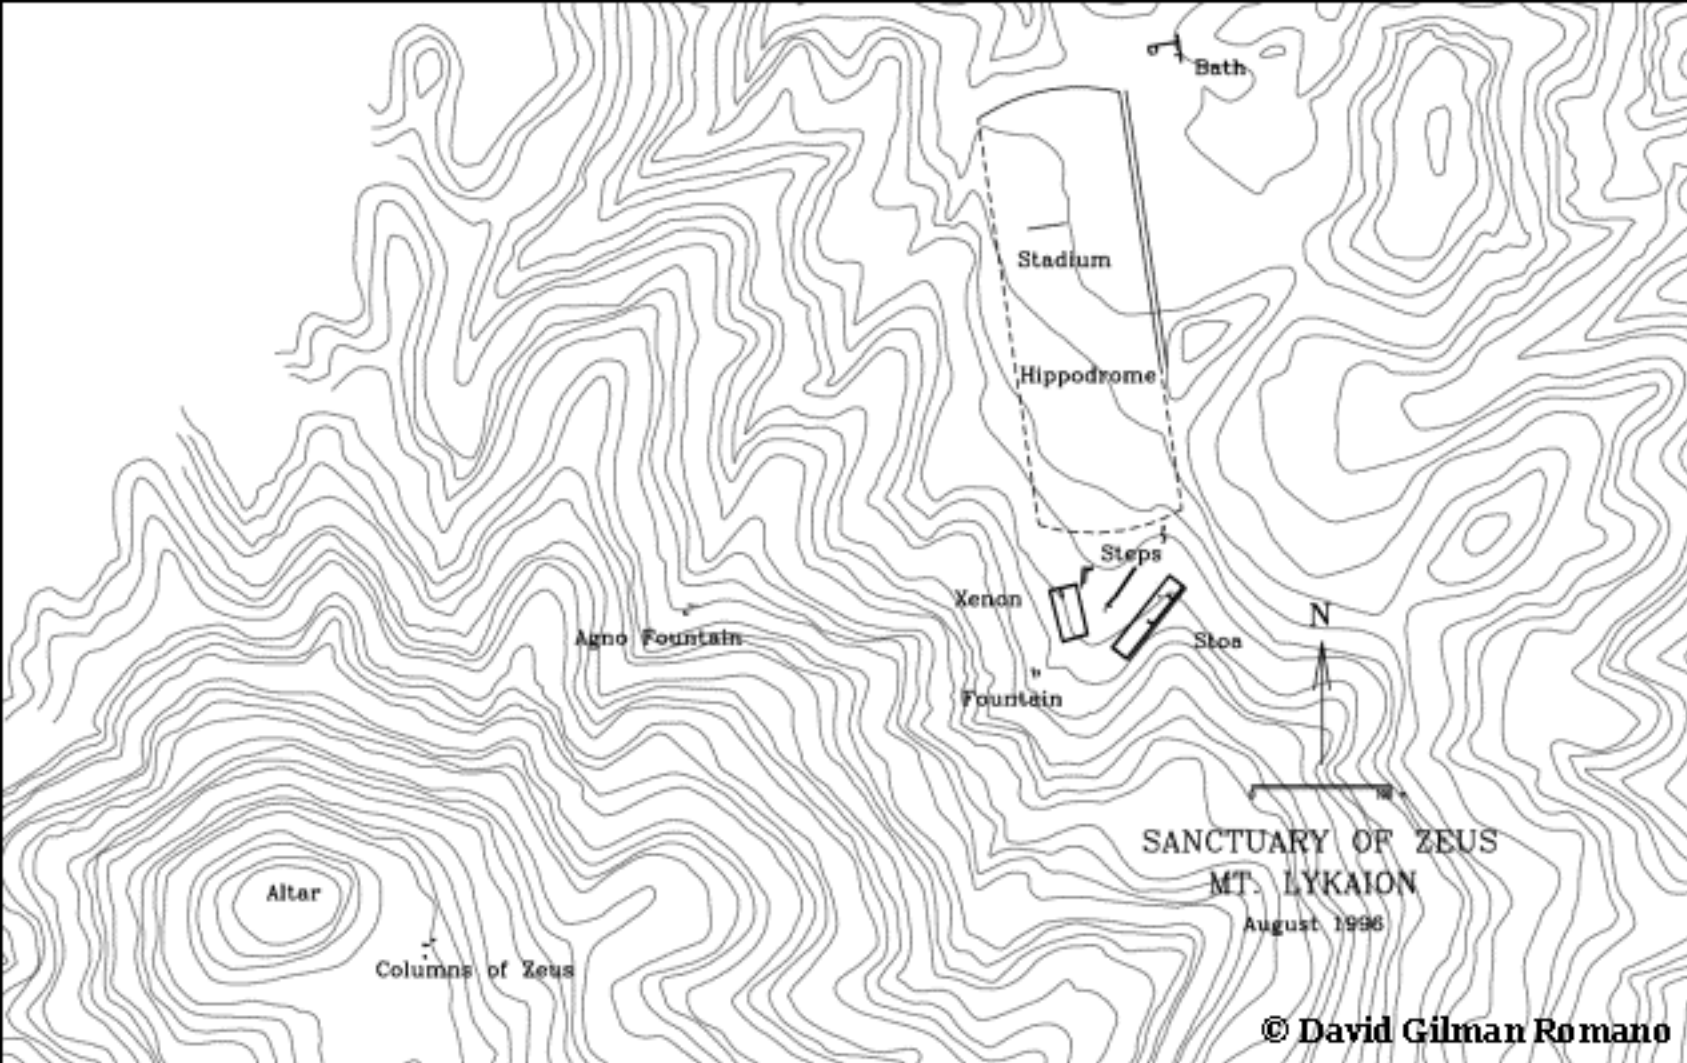 Bath
Stadium
Hippodrome
Steps
Xenon
N
Agno Fountain
Stoa
Fountain
SANCTUARY OF ZEUS
MT. LYKAION
Altar
August 1996
Columns of Zeus
© David Gilman Romano